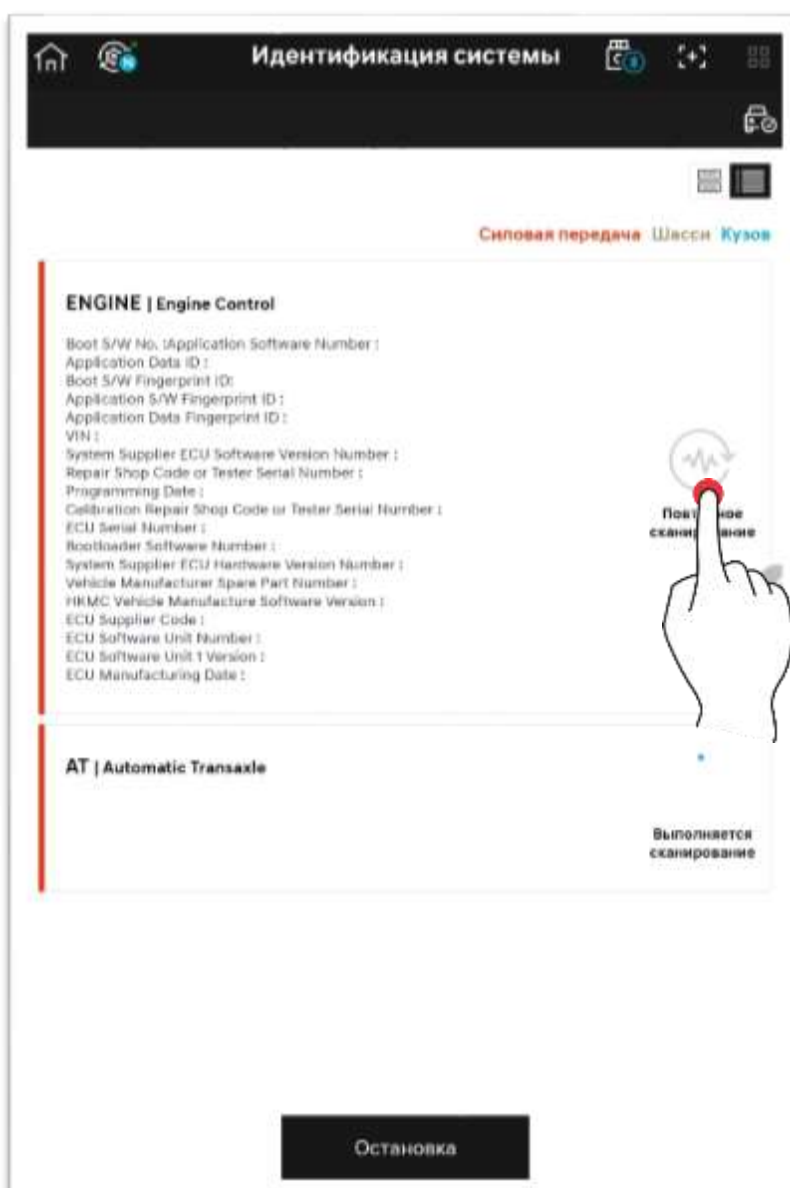 Идентификация системы
Силовая передача Шасси Кузов
ENGINE | Engine Control
Boot S/W No. :Application Software Number :
Application Data ID :
Boot S/W Fingerprint ID:
Application S/W Fingerprint ID :
Application Data Fingerprint ID :
VIN :
System Supplier ECU Software Version Number :
Repair Shop Code or Tester Serial Number :
Programming Date :
Calibration Repair Shop Code or Tester Serial Number :
ECU Serial Number :
Bootloader Software Number :
System Supplier ECU Hardware Version Number :
Vehicle Manufacturer Spare Part Number :
HKMC Vehicle Manufacture Software Version :
ECU Supplier Code :
ECU Software Unit Number :
ECU Software Unit 1 Version :
ECU Manufacturing Date :
AT | Automatic Transaxle
Выполняется
сканирование
Остановка